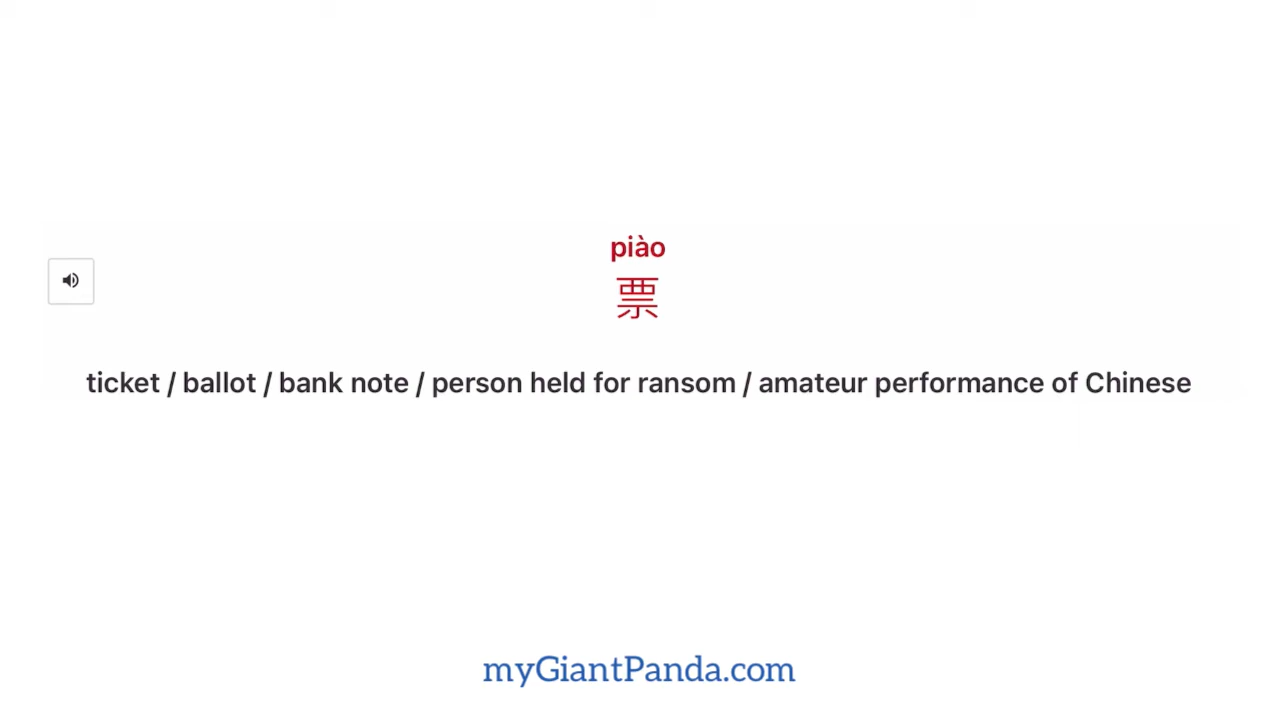 piào
票
ticket / ballot / bank note / person held for ransom / amateur performance of Chinese
myGiantPanda.com